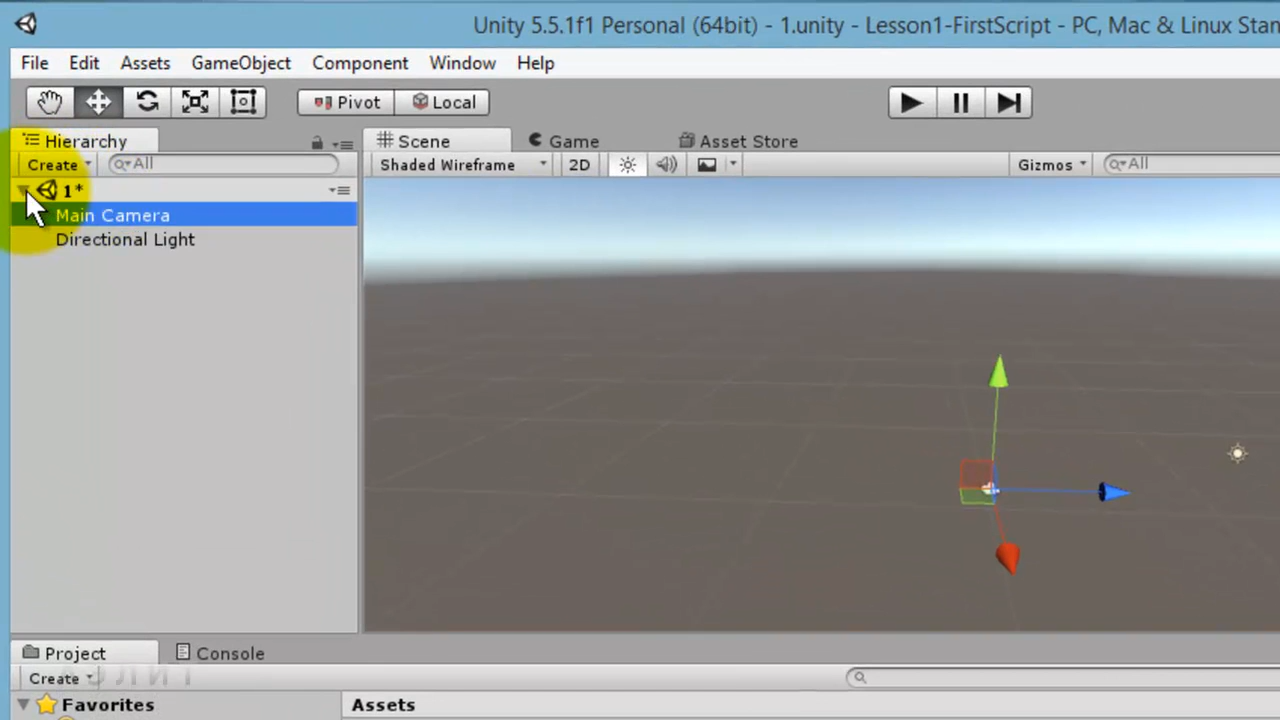 Unity 5.5.1f1 Personal (64bit) - 1.unity - Lesson1-FirstScript - PC, Mac & Linux Stan
File Edit Assets GameObject Component Window Help
Pivot Local
Hierarchy Scene Game Asset Store
Create All Shaded Wireframe 2D Gizmos All
1*
Main Camera
Directional Light
Project Console
Create
Favorites Assets